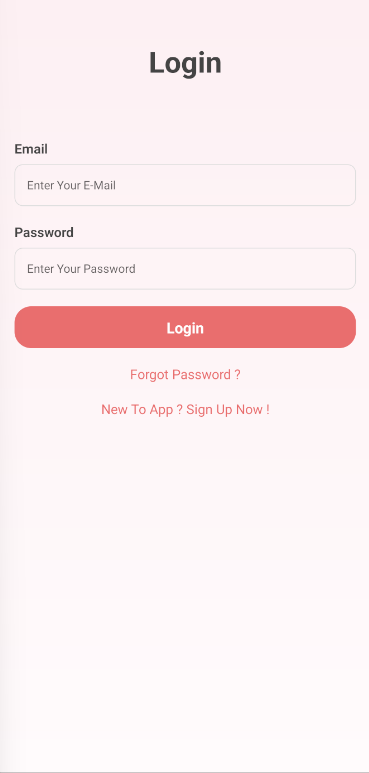 Login
Email
Enter Your E-Mail
Password
Enter Your Password
Login
Forgot Password ?
New To App ? Sign Up Now !